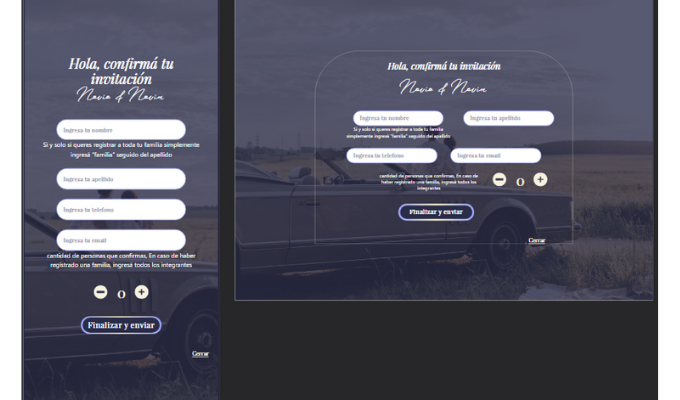 Hola, confirmá tu
invitación
Novia & Novia
Ingresa tu nombre
Si y solo si queres registrar a toda tu familia simplemente
ingresá "familia" seguido del apellido
Ingresa tu apellido
Ingresa tu telefono
Ingresa tu email
cantidad de personas que confirmas, En caso de haber
registrado una familia, ingresá todos los integrantes
0
Finalizar y enviar
Cerrar
Hola, confirmá tu invitación
Novia & Novia
Ingresa tu nombre
Ingresa tu apellido
Si y solo si queres registrar a toda tu familia
simplemente ingresá "familia" seguido del apellido
Ingresa tu telefono
Ingresa tu email
cantidad de personas que confirmas, En caso de
haber registrado una familia, ingresá todos los
integrantes
0
Finalizar y enviar
Cerrar